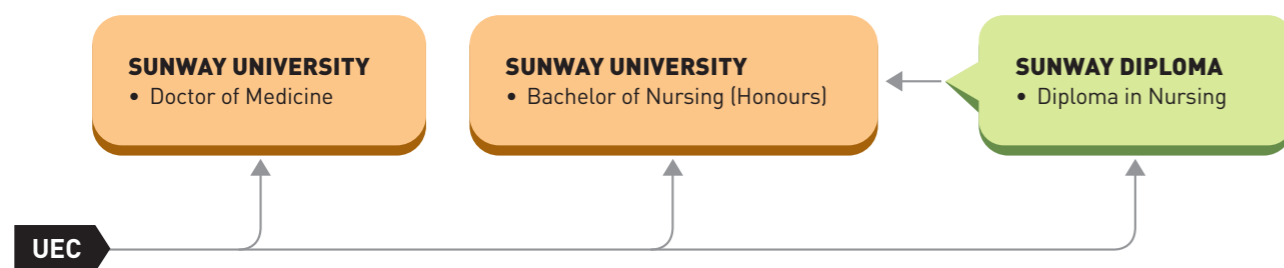 SUNWAY UNIVERSITY
• Doctor of Medicine
SUNWAY UNIVERSITY
• Bachelor of Nursing (Honours)
SUNWAY DIPLOMA
• Diploma in Nursing
UEC